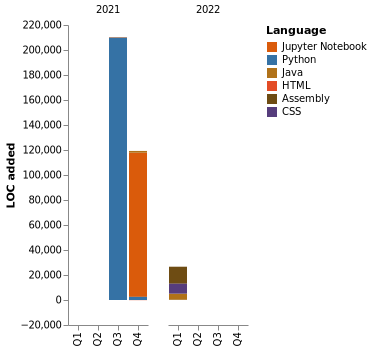 2021 2022
Language
Jupyter Notebook
Python
Java
HTML
Assembly
CSS
LOC added
220,000
200,000
180,000
160,000
140,000
120,000
100,000
80,000
60,000
40,000
20,000
0
−20,000
Q1 Q2 Q3 Q4 Q1 Q2 Q3 Q4